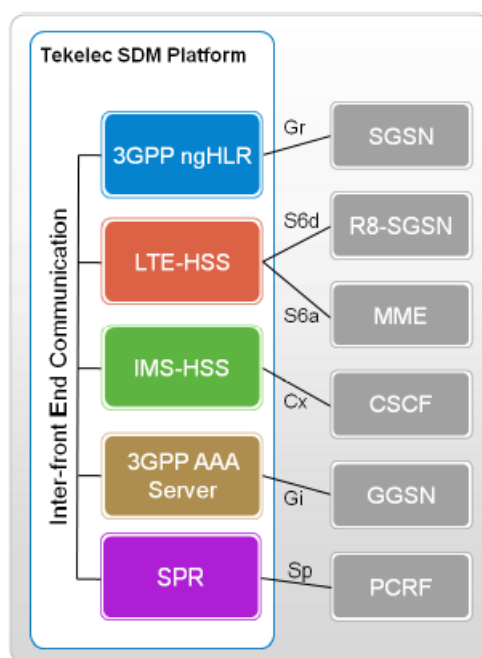 Tekelec SDM Platform
Inter-front End Communication
3GPP ngHLR
Gr
SGSN
LTE-HSS
S6d
R8-SGSN
S6a
MME
IMS-HSS
Cx
CSCF
3GPP AAA
Server
Gi
GGSN
SPR
Sp
PCRF